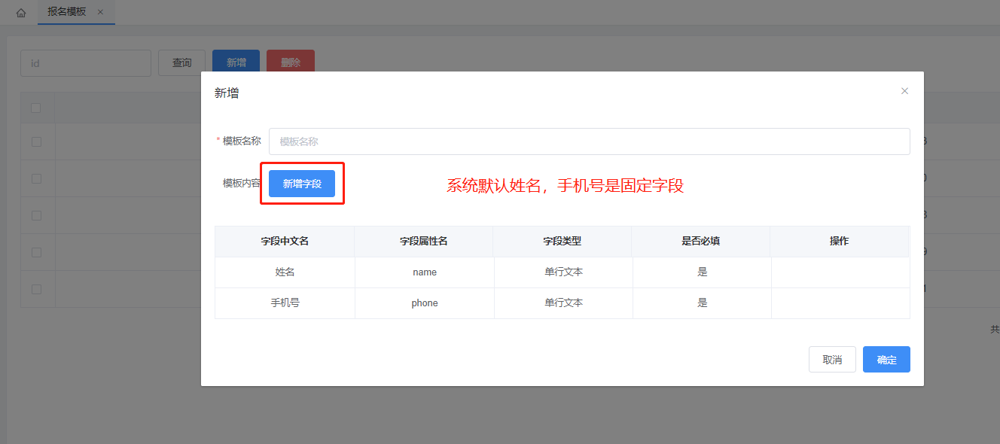 报名模板
id
查询
新增
删除
新增
* 模板名称
模板名称
模板内容
新增字段
系统默认姓名，手机号是固定字段
字段中文名 字段属性名 字段类型 是否必填 操作
姓名 name 单行文本 是
手机号 phone 单行文本 是
共
取消
确定